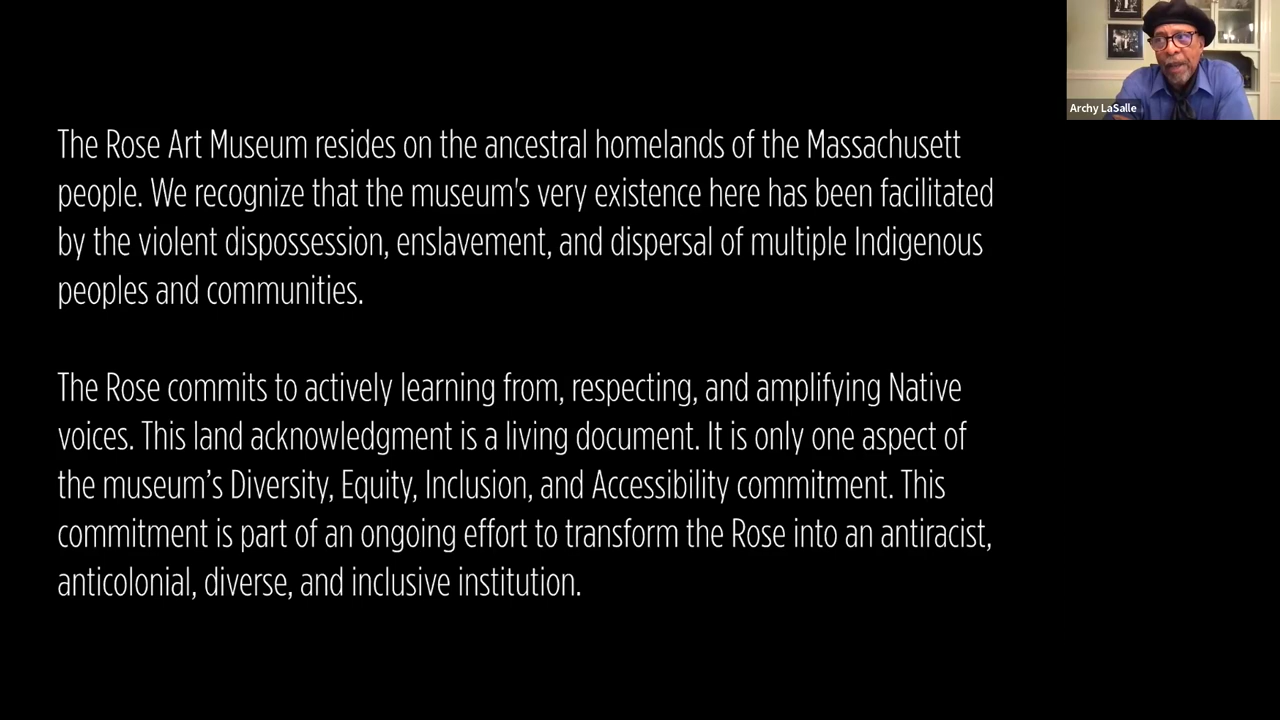 Archy LaSalle
The Rose Art Museum resides on the ancestral homelands of the Massachusett
people. We recognize that the museum's very existence here has been facilitated
by the violent dispossession, enslavement, and dispersal of multiple Indigenous
peoples and communities.
The Rose commits to actively learning from, respecting, and amplifying Native
voices. This land acknowledgment is a living document. It is only one aspect of
the museum’s Diversity, Equity, Inclusion, and Accessibility commitment. This
commitment is part of an ongoing effort to transform the Rose into an antiracist,
anticolonial, diverse, and inclusive institution.